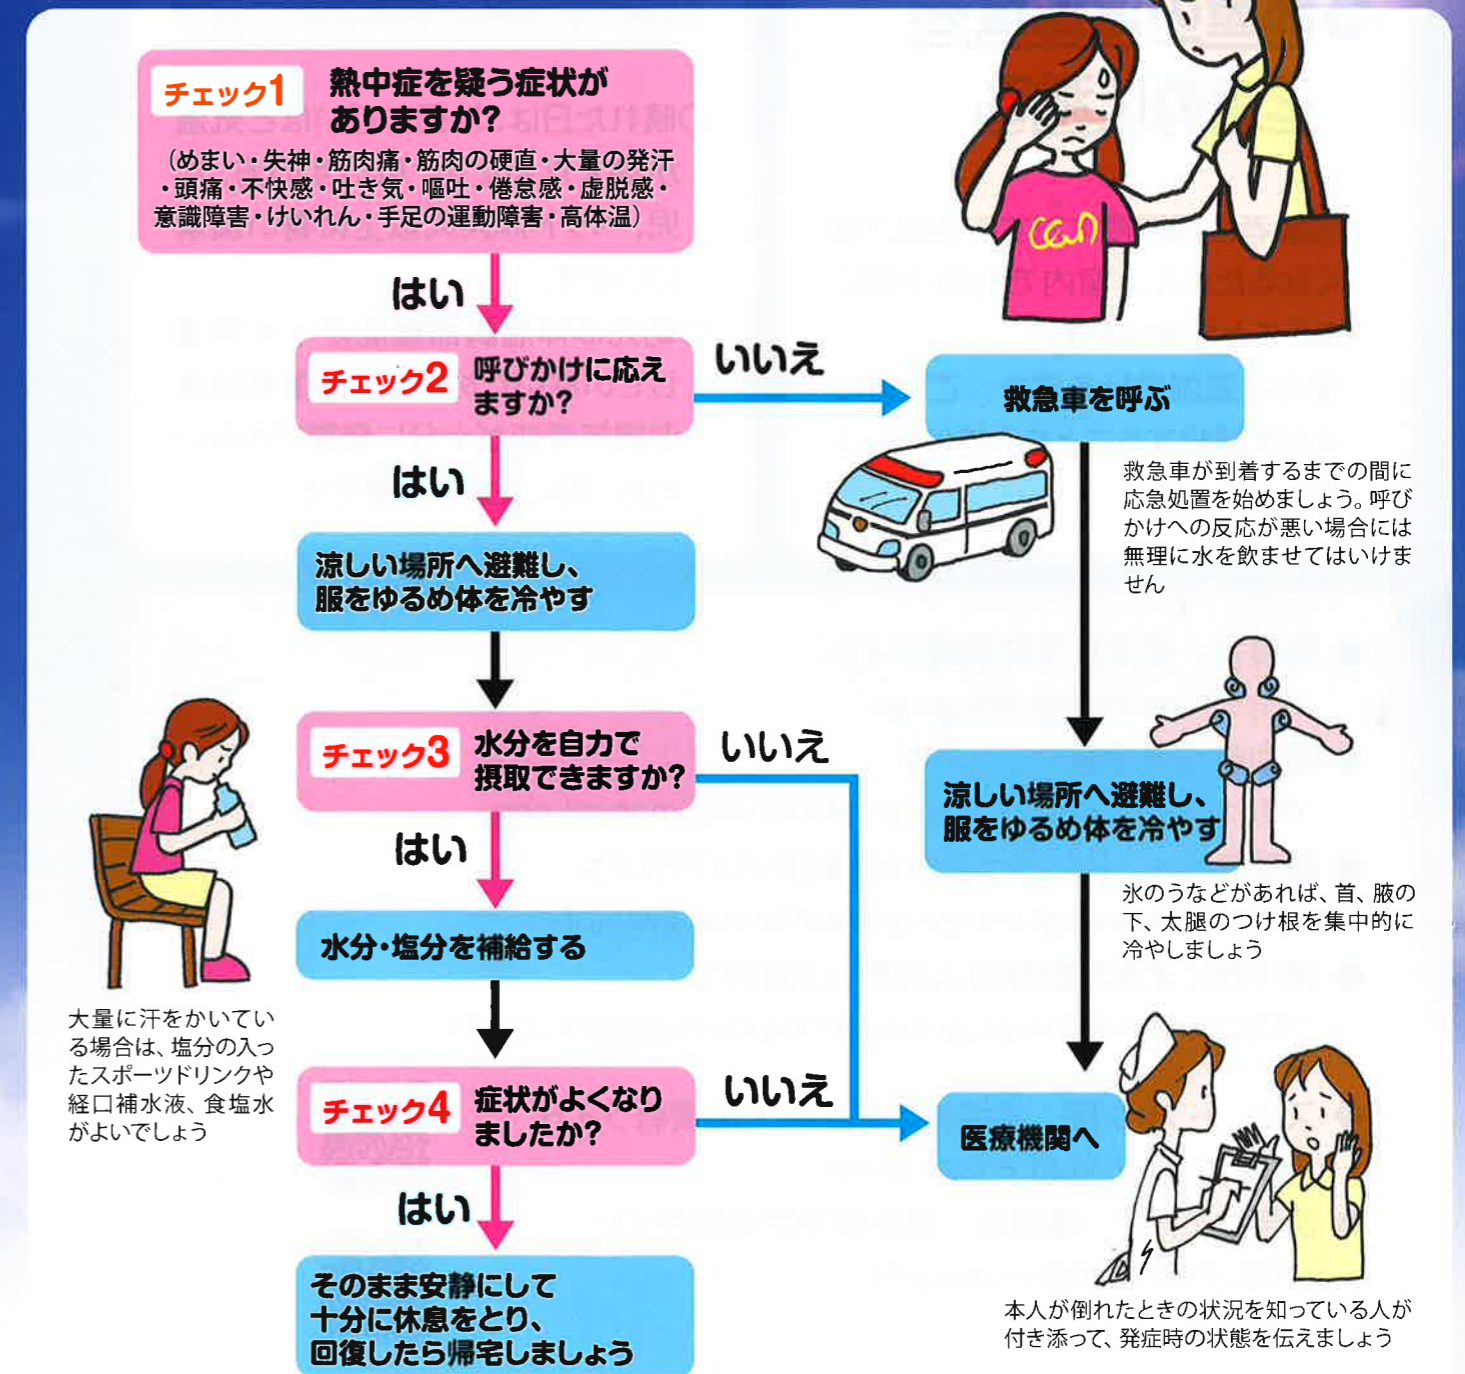 チェック1
熱中症を疑う症状が
ありますか?
(めまい・失神・筋肉痛・筋肉の硬直・大量の発汗
・頭痛・不快感・吐き気・嘔吐・倦怠感・虚脱感・
意識障害・けいれん・手足の運動障害・高体温)
はい
チェック2
呼びかけに応え
ますか?
いいえ
救急車を呼ぶ
救急車が到着するまでの間に
応急処置を始めましょう。呼び
かけへの反応が悪い場合には
無理に水を飲ませてはいけま
せん
はい
涼しい場所へ避難し、
服をゆるめ体を冷やす
チェック3
水分を自力で
摂取できますか?
いいえ
涼しい場所へ避難し、
服をゆるめ体を冷やす
氷のうなどがあれば、首、腋の
下、太腿のつけ根を集中的に
冷やしましょう
はい
水分・塩分を補給する
大量に汗をかいてい
る場合は、塩分の入っ
たスポーツドリンクや
経口補水液、食塩水
がよいでしょう
チェック4
症状がよくなり
ましたか?
いいえ
医療機関へ
本人が倒れたときの状況を知っている人が
付き添って、発症時の状態を伝えましょう
はい
そのまま安静にして
十分に休息をとり、
回復したら帰宅しましょう